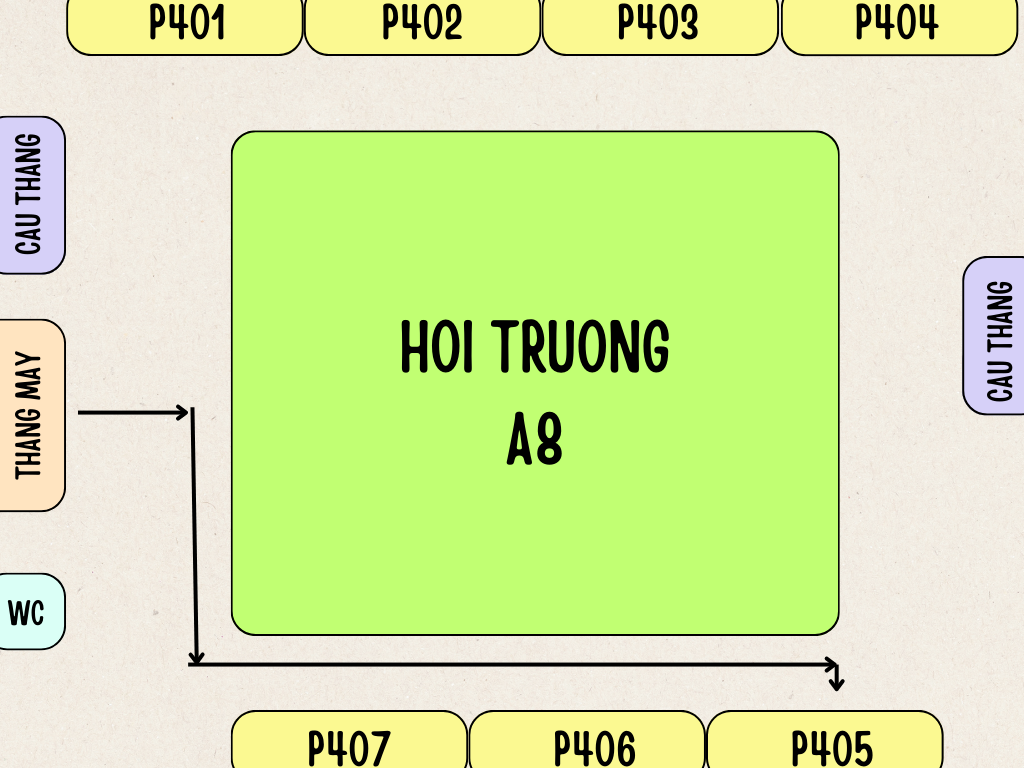 P401
P402
P403
P404
CAU THANG
THANG MAY
WC
HOI TRUONG
A8
CAU THANG
P407
P406
P405